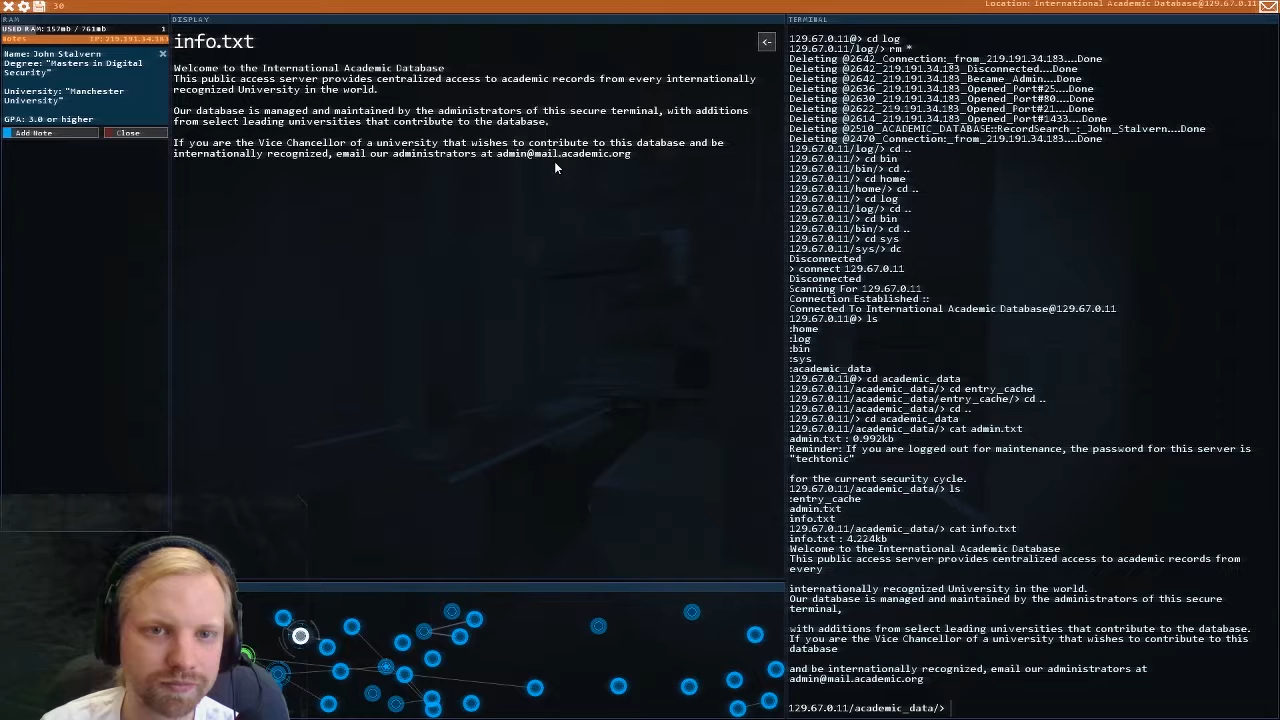 30
Location: International Academic Database@129.67.0.11
RAM
USED RAM: 157mb / 761mb
1
notes
IP: 219.191.34.183
Name: John Stalvern
Degree: "Masters in Digital
Security"
University: "Manchester
University"
GPA: 3.0 or higher
Add Note
Close
DISPLAY
info.txt
<-
Welcome to the International Academic Database
This public access server provides centralized access to academic records from every internationally
recognized University in the world.
Our database is managed and maintained by the administrators of this secure terminal, with additions
from select leading universities that contribute to the database.
If you are the Vice Chancellor of a university that wishes to contribute to this database and be
internationally recognized, email our administrators at admin@mail.academic.org
TERMINAL
129.67.0.11@> cd log
129.67.0.11/log/> rm *
Deleting @2642_Connection:_from_219.191.34.183....Done
Deleting @2642_219.191.34.183_Disconnected....Done
Deleting @2642_219.191.34.183_Became_Admin....Done
Deleting @2636_219.191.34.183_Opened_Port#25....Done
Deleting @2630_219.191.34.183_Opened_Port#80....Done
Deleting @2622_219.191.34.183_Opened_Port#21....Done
Deleting @2614_219.191.34.183_Opened_Port#1433....Done
Deleting @2510_ACADEMIC_DATABASE::RecordSearch_:_John_Stalvern....Done
Deleting @2470_Connection:_from_219.191.34.183....Done
129.67.0.11/log/> cd ..
129.67.0.11/> cd bin
129.67.0.11/bin/> cd ..
129.67.0.11/> cd home
129.67.0.11/home/> cd ..
129.67.0.11/> cd log
129.67.0.11/log/> cd ..
129.67.0.11/> cd bin
129.67.0.11/bin/> cd ..
129.67.0.11/> cd sys
129.67.0.11/sys/> dc
Disconnected
> connect 129.67.0.11
Disconnected
Scanning For 129.67.0.11
Connection Established ::
Connected To International Academic Database@129.67.0.11
129.67.0.11@> ls
:home
:log
:bin
:sys
:academic_data
129.67.0.11@> cd academic_data
129.67.0.11/academic_data/> cd entry_cache
129.67.0.11/academic_data/entry_cache/> cd ..
129.67.0.11/academic_data/> cd ..
129.67.0.11/> cd academic_data
129.67.0.11/academic_data/> cat admin.txt
admin.txt : 0.992kb
Reminder: If you are logged out for maintenance, the password for this server is
"techtonic"
for the current security cycle.
129.67.0.11/academic_data/> ls
:entry_cache
admin.txt
info.txt
129.67.0.11/academic_data/> cat info.txt
info.txt : 4.224kb
Welcome to the International Academic Database
This public access server provides centralized access to academic records from
every
internationally recognized University in the world.
Our database is managed and maintained by the administrators of this secure
terminal,
with additions from select leading universities that contribute to the database.
If you are the Vice Chancellor of a university that wishes to contribute to this
database
and be internationally recognized, email our administrators at
admin@mail.academic.org
129.67.0.11/academic_data/>